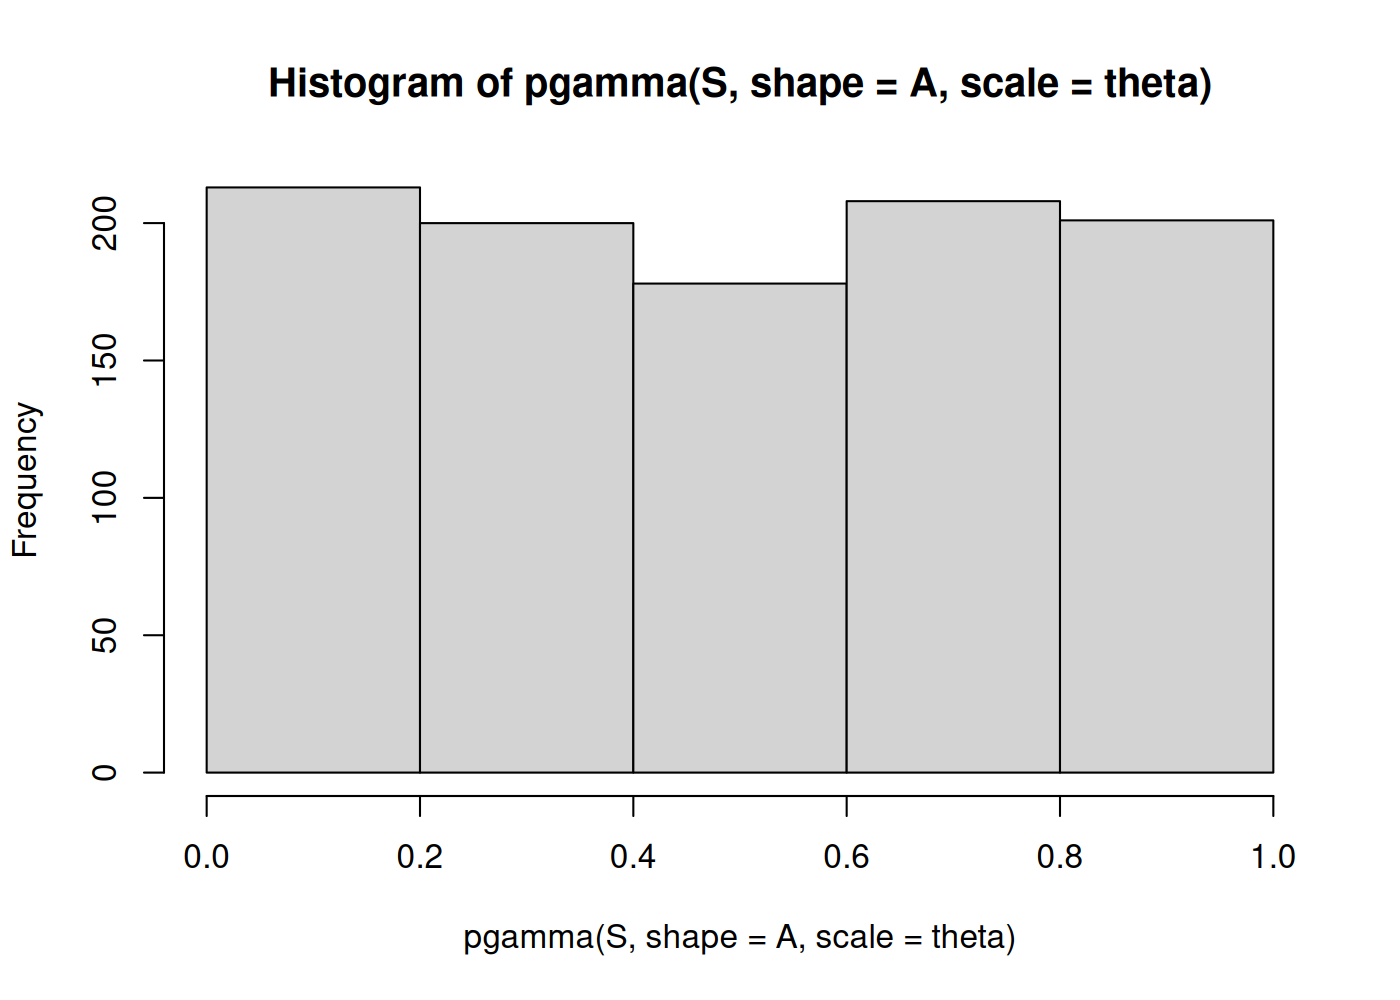 Histogram of pgamma(S, shape = A, scale = theta)
Frequency
200
150
100
50
0
0.0 0.2 0.4 0.6 0.8 1.0
pgamma(S, shape = A, scale = theta)